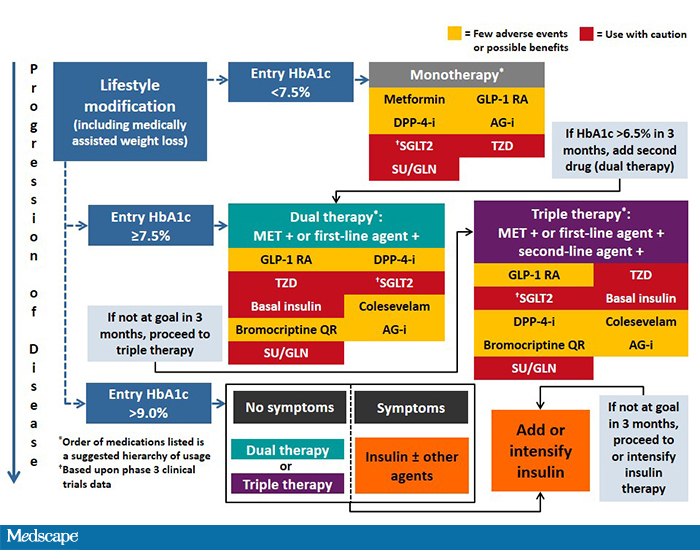 = Few adverse events
or possible benefits
= Use with caution
Progression of Disease
Lifestyle
modification
(including medically
assisted weight loss)
Entry HbA1c
<7.5%
Monotherapy*
Metformin GLP-1 RA
DPP-4-i AG-i
†SGLT2 TZD
SU/GLN
If HbA1c >6.5% in 3
months, add second
drug (dual therapy)
Entry HbA1c
≥7.5%
Dual therapy*:
MET + or first-line agent +
GLP-1 RA DPP-4-i
TZD †SGLT2
Basal insulin Colesevelam
Bromocriptine QR AG-i
SU/GLN
Triple therapy*:
MET + or first-line agent +
second-line agent +
GLP-1 RA TZD
†SGLT2 Basal insulin
DPP-4-i Colesevelam
Bromocriptine QR AG-i
SU/GLN
If not at goal in 3
months, proceed to
triple therapy
Entry HbA1c
>9.0%
No symptoms Symptoms
Dual therapy
or
Triple therapy
Insulin ± other
agents
Add or
intensify
insulin
If not at goal
in 3 months,
proceed to
or intensify
insulin
therapy
*Order of medications listed is
a suggested hierarchy of usage
†Based upon phase 3 clinical
trials data
Medscape